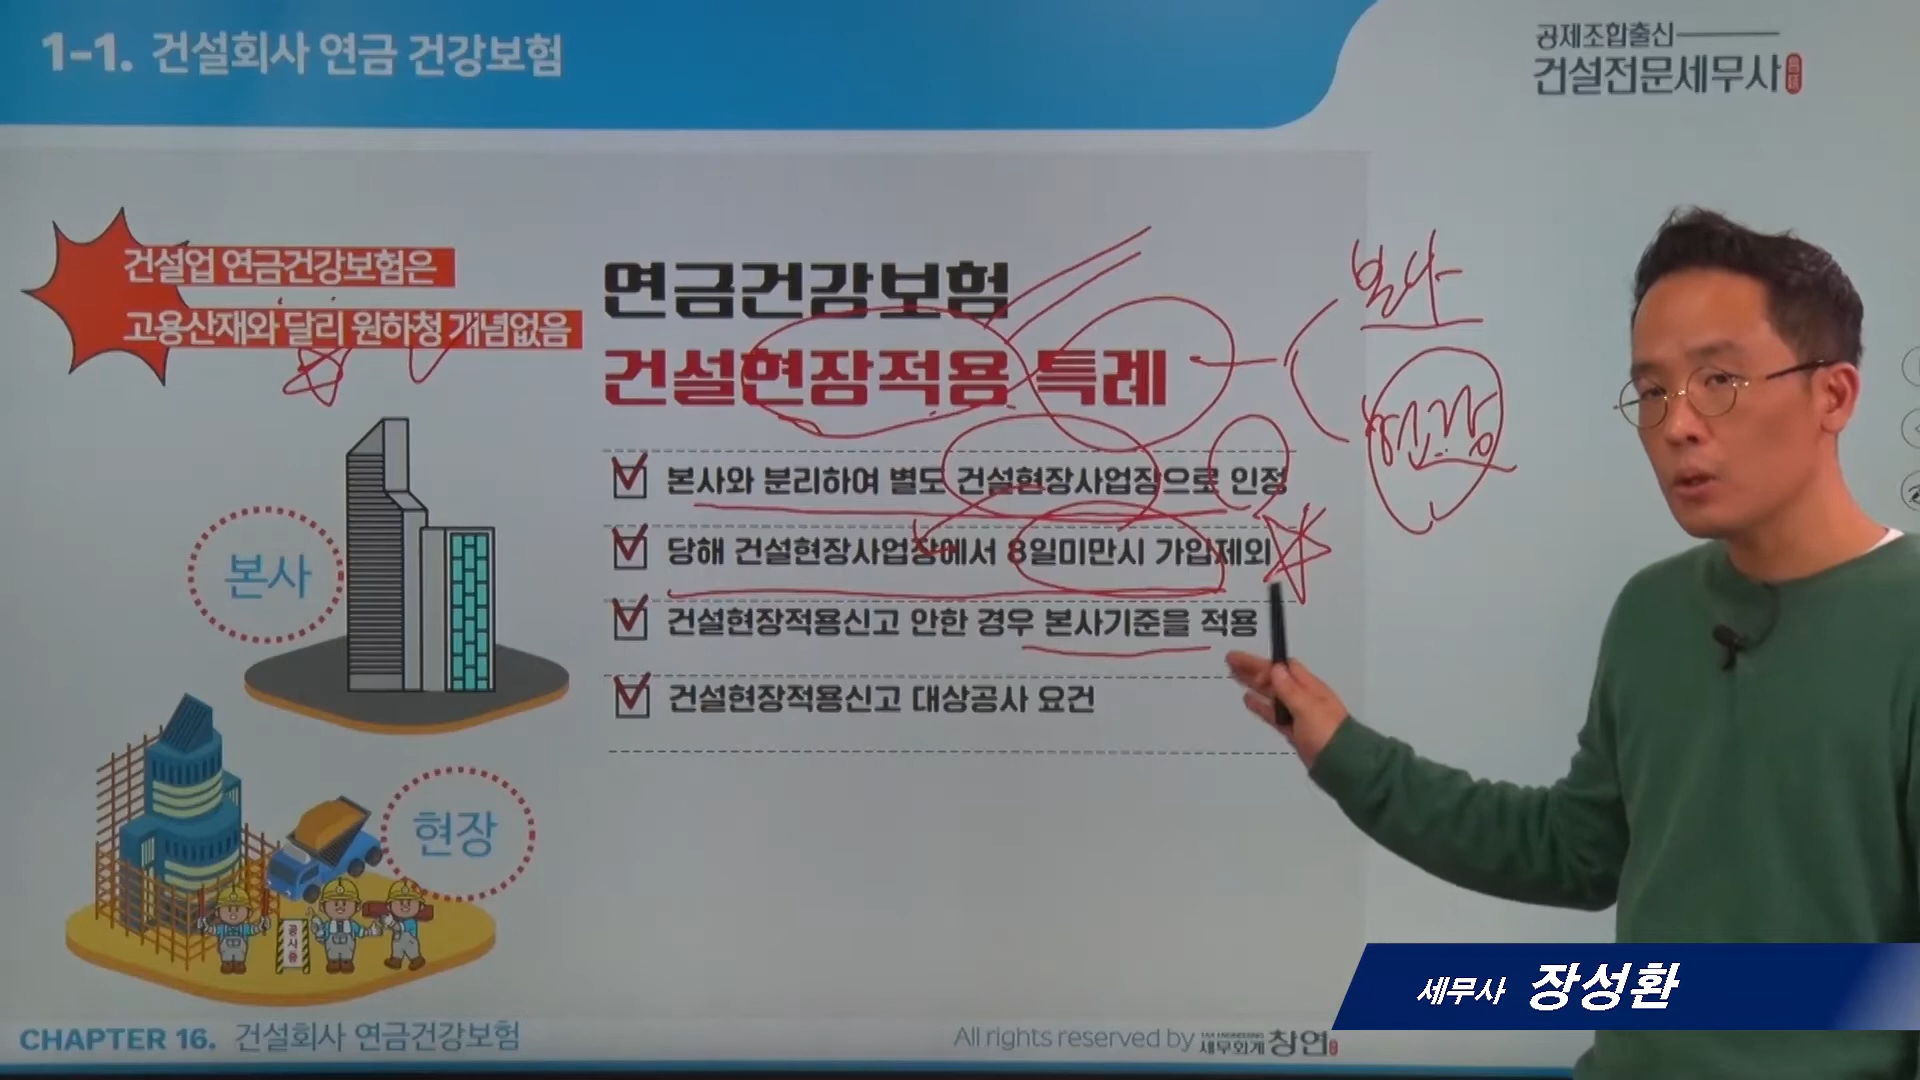 1-1. 건설회사 연금 건강보험
공제조합출신
건설전문세무사
건설업 연금건강보험은
고용산재와 달리 원하청 개념없음
연금건강보험
건설현장적용 특례
본사와 분리하여 별도 건설현장사업장으로 인정
당해 건설현장사업장에서 8일미만시 가입제외
건설현장적용신고 안한 경우 본사기준을 적용
건설현장적용신고 대상공사 요건
본사
현장
본사
현장
공사중
세무사 장성환
CHAPTER 16. 건설회사 연금건강보험
All rights reserved by 세무회계 창연